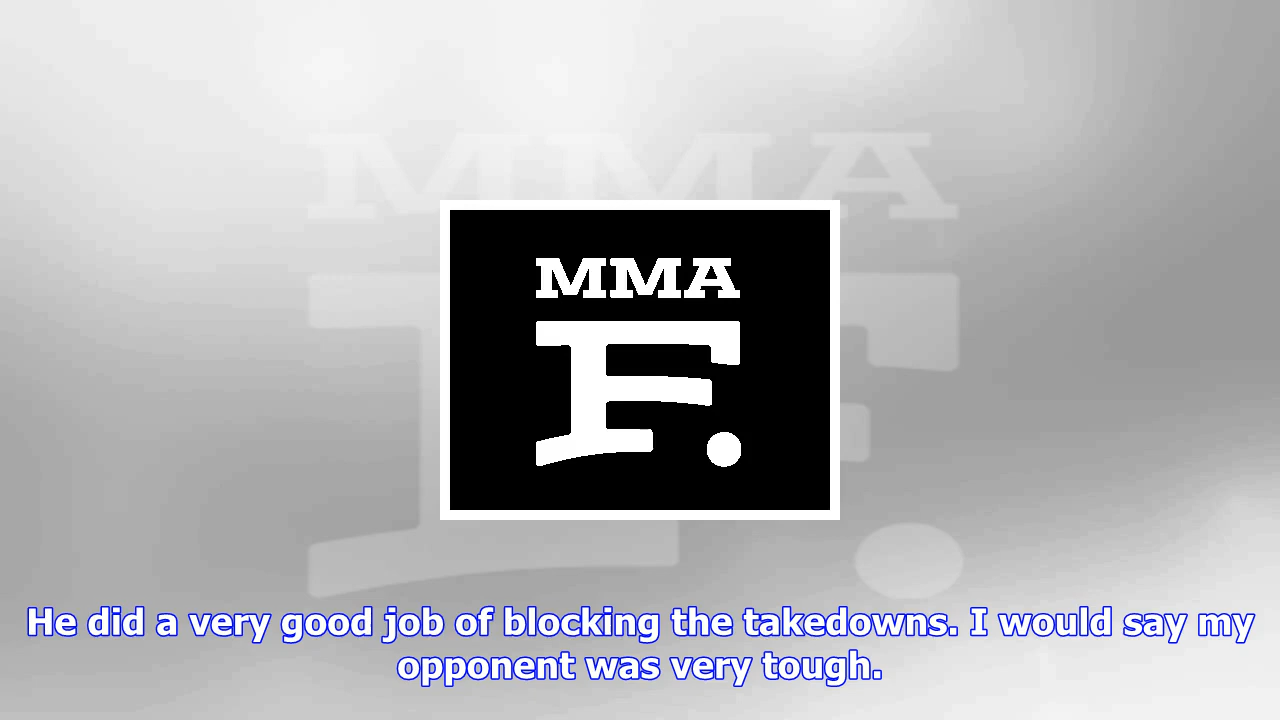 MMA
F.
He did a very good job of blocking the takedowns. I would say my
opponent was very tough.